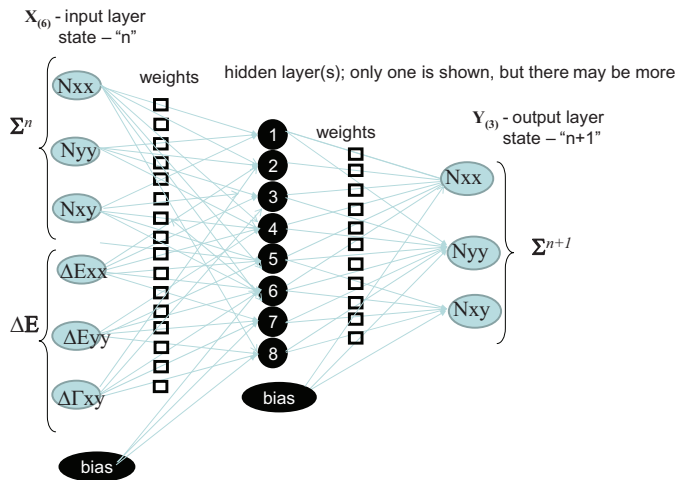 X(6) - input layer
state – “n”
hidden layer(s); only one is shown, but there may be more
weights
Y(3) - output layer
state – “n+1”
weights
Σⁿ
Nxx
Nyy
Nxy
ΔE
ΔExx
ΔEyy
ΔΓxy
bias
1
2
3
4
5
6
7
8
bias
Nxx
Nyy
Nxy
Σⁿ⁺¹